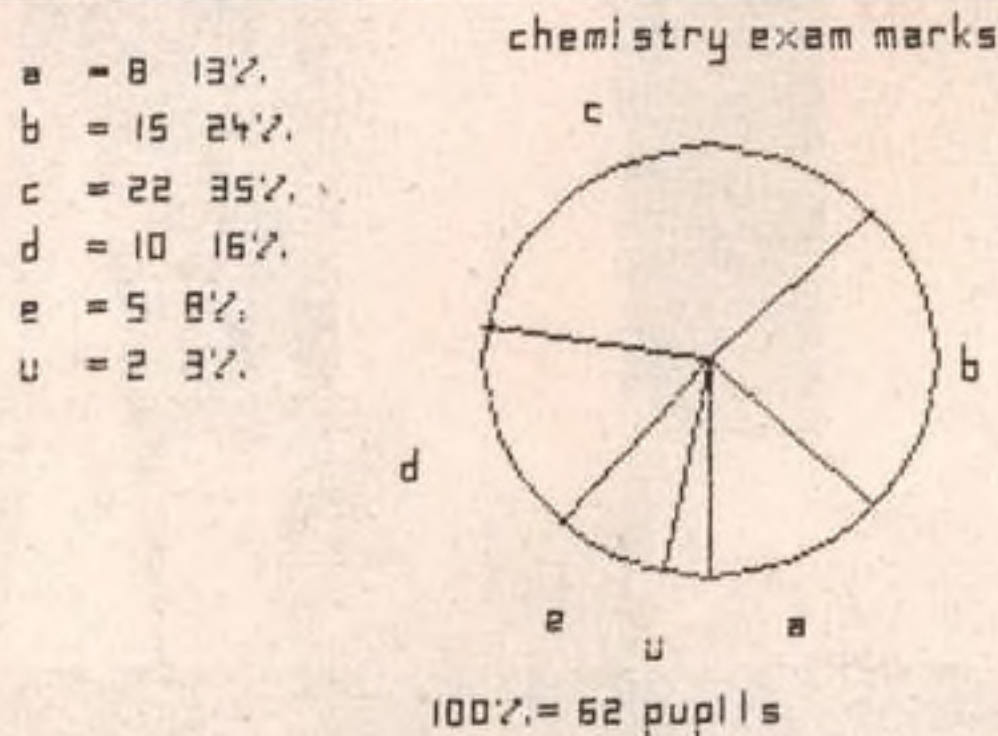 chemistry exam marks
a = 8 13%
b = 15 24%
c = 22 35%
d = 10 16%
e = 5 8%
u = 2 3%
c
b
d
e
u
a
100%= 62 pupils